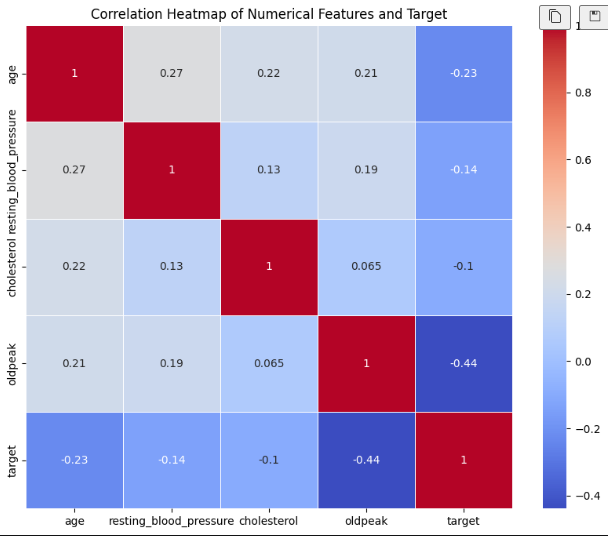 Correlation Heatmap of Numerical Features and Target
age 1 0.27 0.22 0.21 -0.23
resting_blood_pressure 0.27 1 0.13 0.19 -0.14
cholesterol 0.22 0.13 1 0.065 -0.1
oldpeak 0.21 0.19 0.065 1 -0.44
target -0.23 -0.14 -0.1 -0.44 1
age resting_blood_pressure cholesterol oldpeak target
0.8
0.6
0.4
0.2
0.0
−0.2
−0.4